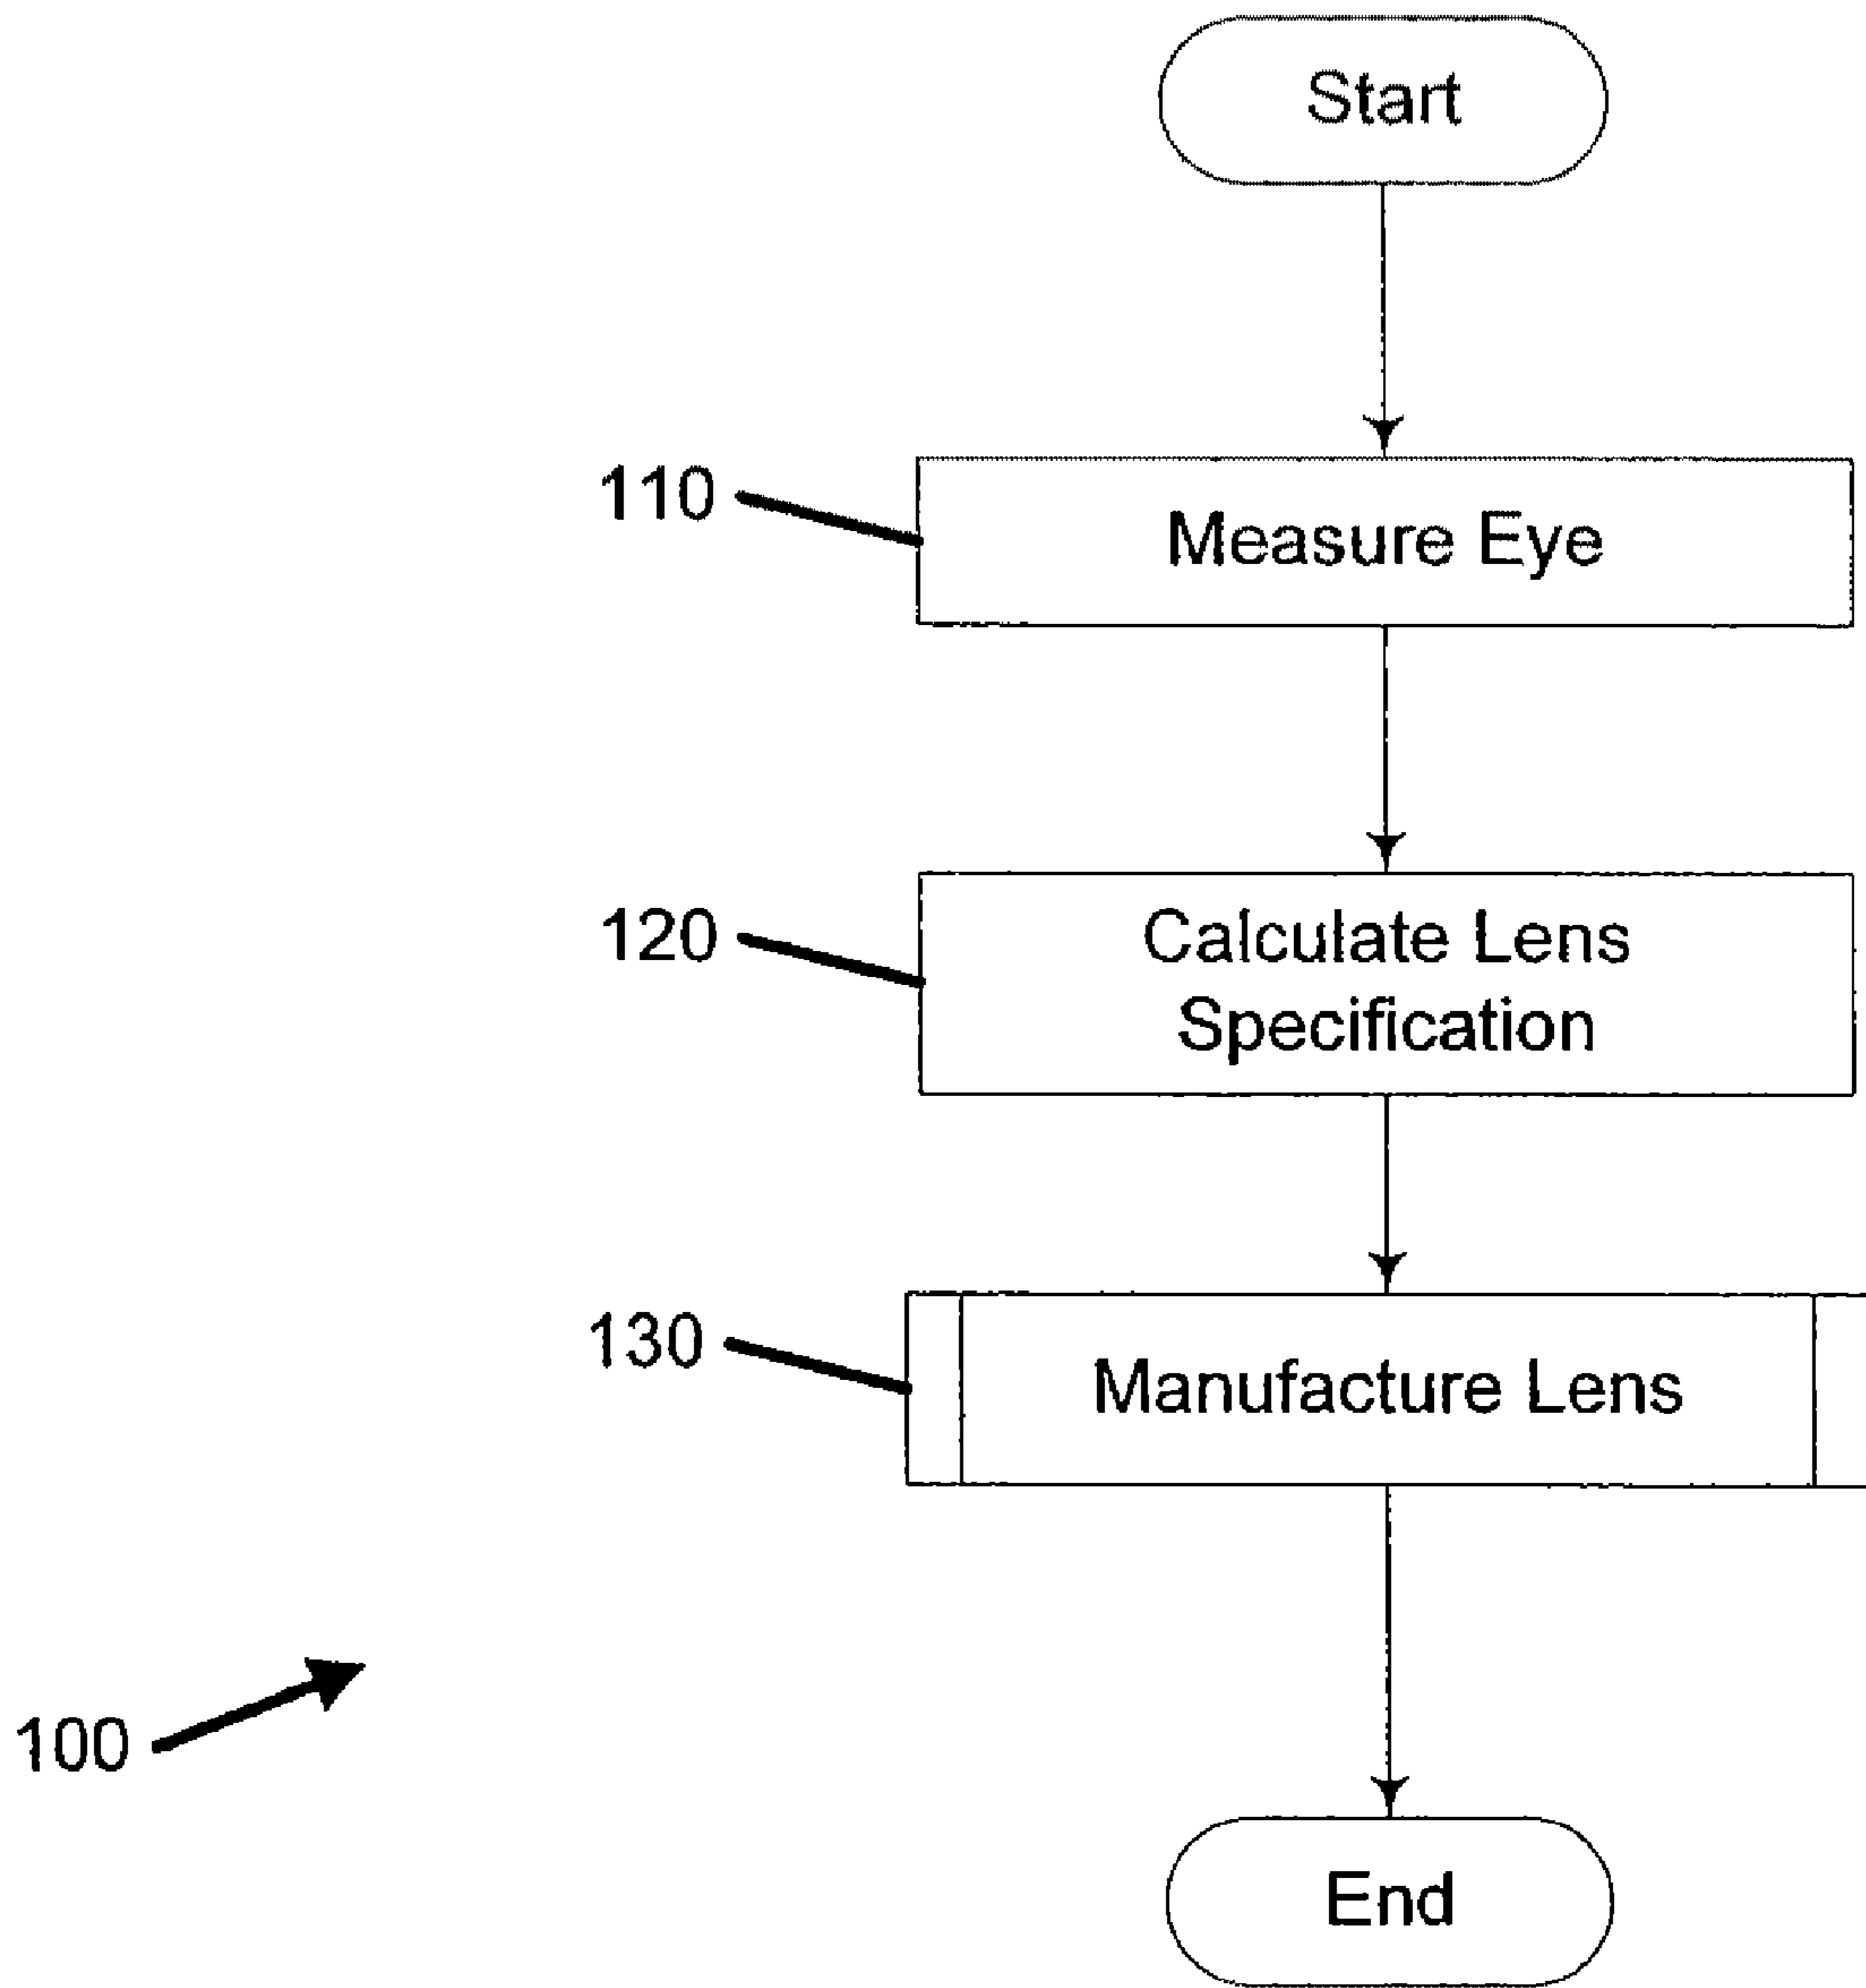 Start
110
Measure Eye
120
Calculate Lens
Specification
130
Manufacture Lens
100
End